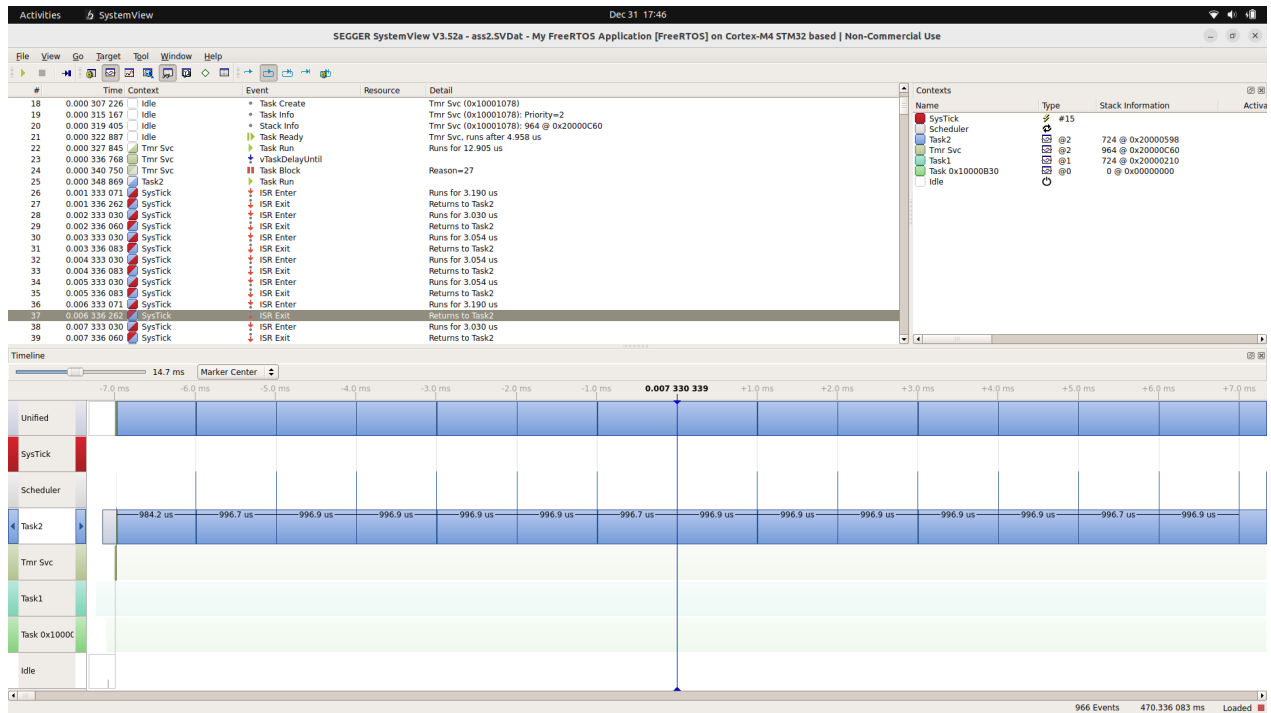 Activities SystemView Dec 31 17:46
SEGGER SystemView V3.52a - ass2.SVDat - My FreeRTOS Application [FreeRTOS] on Cortex-M4 STM32 based | Non-Commercial Use
File View Go Target Tool Window Help
# Time Context Event Resource Detail
18 0.000 307 226 Idle Task Create Tmr Svc (0x10001078)
19 0.000 315 167 Idle Task Info Tmr Svc (0x10001078): Priority=2
20 0.000 319 405 Idle Stack Info Tmr Svc (0x10001078): 964 @ 0x20000C60
21 0.000 322 887 Idle Task Ready Tmr Svc, runs after 4.958 us
22 0.000 327 845 Tmr Svc Task Run Runs for 12.905 us
23 0.000 336 768 Tmr Svc vTaskDelayUntil
24 0.000 340 750 Tmr Svc Task Block Reason=27
25 0.000 348 869 Task2 Task Run
26 0.001 333 071 SysTick ISR Enter Runs for 3.190 us
27 0.001 336 262 SysTick ISR Exit Returns to Task2
28 0.002 333 030 SysTick ISR Enter Runs for 3.030 us
29 0.002 336 060 SysTick ISR Exit Returns to Task2
30 0.003 333 030 SysTick ISR Enter Runs for 3.054 us
31 0.003 336 083 SysTick ISR Exit Returns to Task2
32 0.004 333 030 SysTick ISR Enter Runs for 3.054 us
33 0.004 336 083 SysTick ISR Exit Returns to Task2
34 0.005 333 030 SysTick ISR Enter Runs for 3.054 us
35 0.005 336 083 SysTick ISR Exit Returns to Task2
36 0.006 333 071 SysTick ISR Enter Runs for 3.190 us
37 0.006 336 262 SysTick ISR Exit Returns to Task2
38 0.007 333 030 SysTick ISR Enter Runs for 3.030 us
39 0.007 336 060 SysTick ISR Exit Returns to Task2
Contexts
Name Type Stack Information Activa
SysTick #15
Scheduler
Task2 @2 724 @ 0x20000598
Tmr Svc @2 964 @ 0x20000C60
Task1 @1 724 @ 0x20000210
Task 0x10000B30 @0 0 @ 0x00000000
Idle
Timeline
14.7 ms Marker Center
-7.0 ms -6.0 ms -5.0 ms -4.0 ms -3.0 ms -2.0 ms -1.0 ms 0.007 330 339 +1.0 ms +2.0 ms +3.0 ms +4.0 ms +5.0 ms +6.0 ms +7.0 ms
Unified
SysTick
Scheduler
Task2 984.2 us 996.7 us 996.9 us 996.9 us 996.9 us 996.9 us 996.7 us 996.9 us 996.9 us 996.9 us 996.9 us 996.9 us 996.7 us 996.9 us
Tmr Svc
Task1
Task 0x1000C
Idle
966 Events 470.336 083 ms Loaded